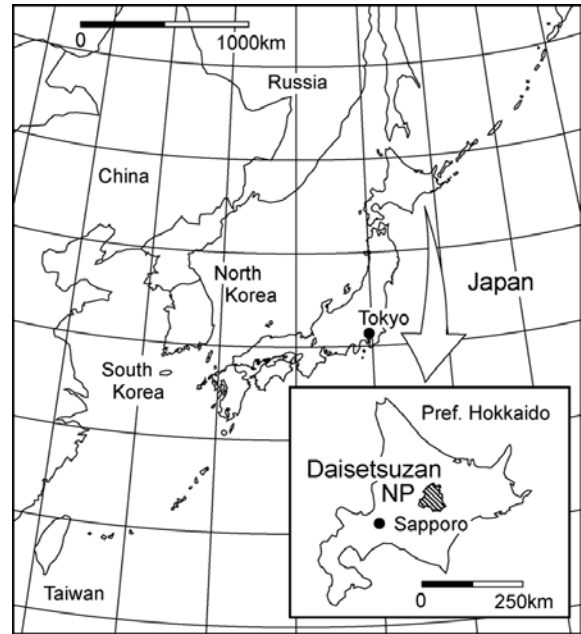 0 1000km
Russia
China
North
Korea
Japan
Tokyo
South
Korea
Pref. Hokkaido
Daisetsuzan
NP
Sapporo
Taiwan
0 250km